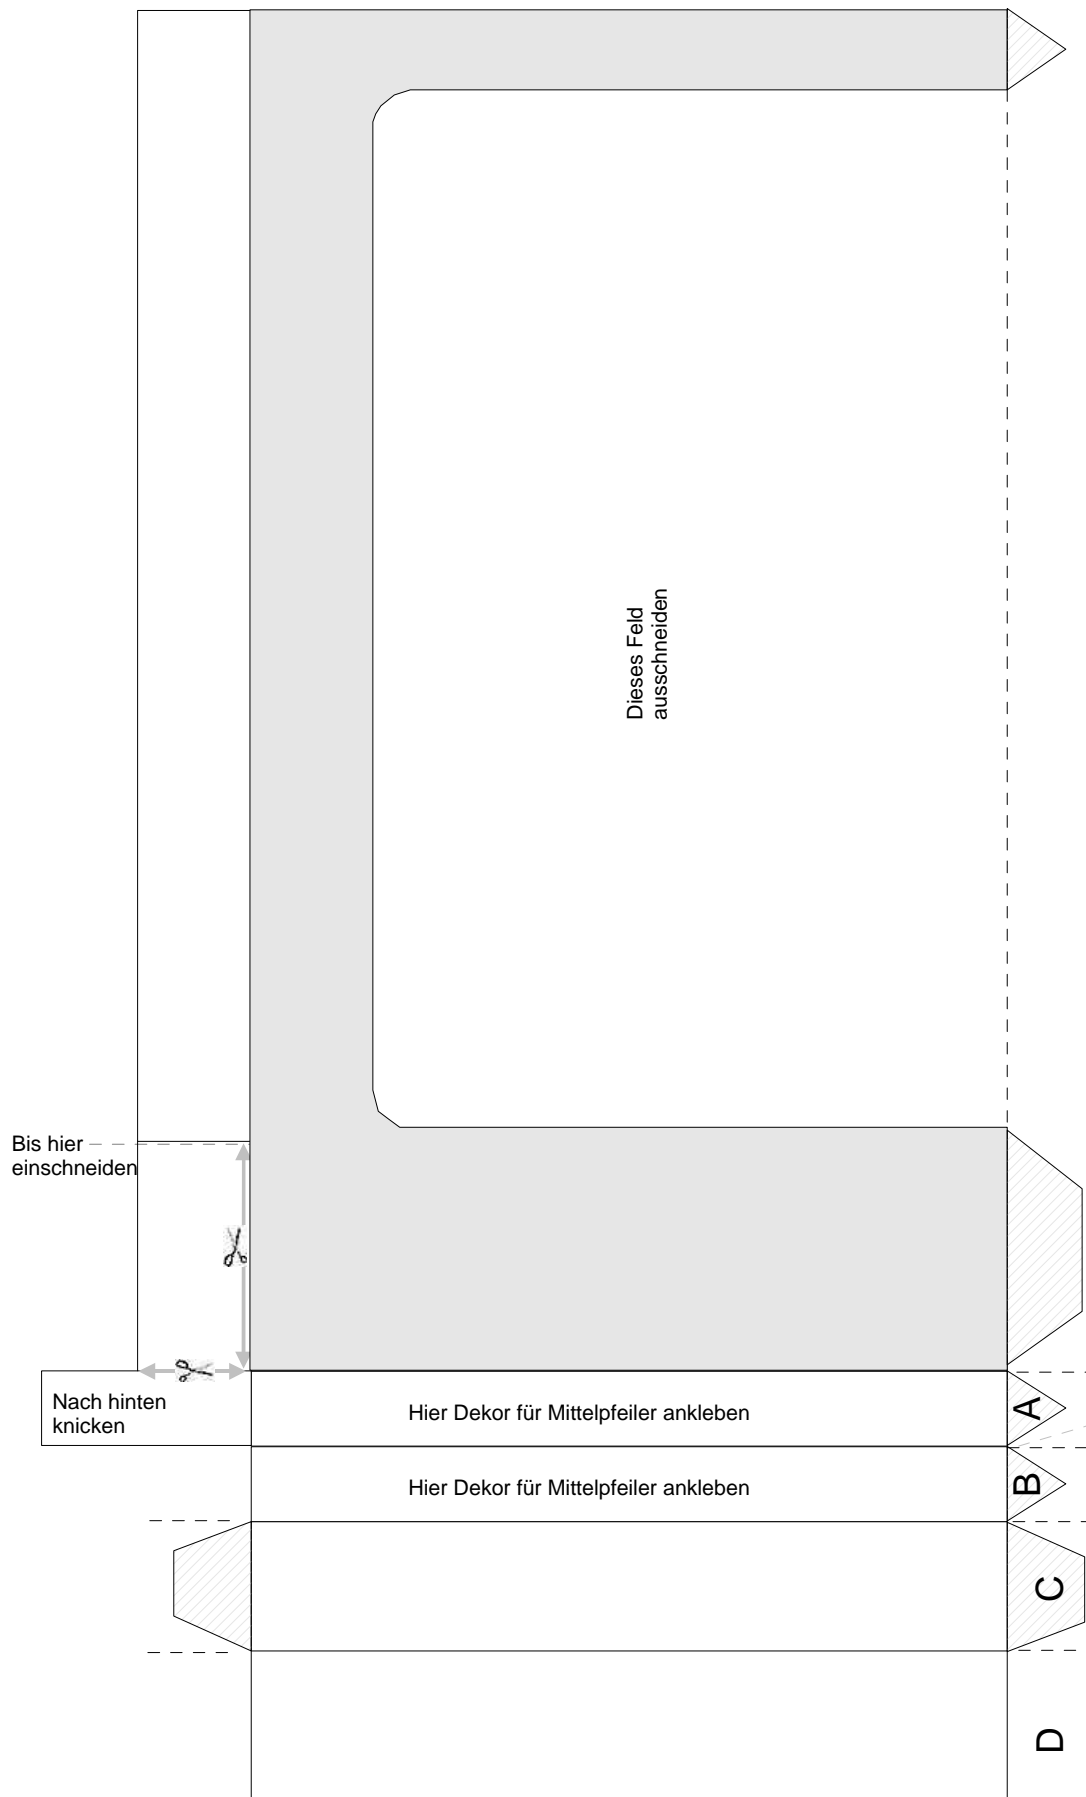 Dieses Feld
ausschneiden
Bis hier
einschneiden
Nach hinten
knicken
Hier Dekor für Mittelpfeiler ankleben
A
Hier Dekor für Mittelpfeiler ankleben
B
C
D